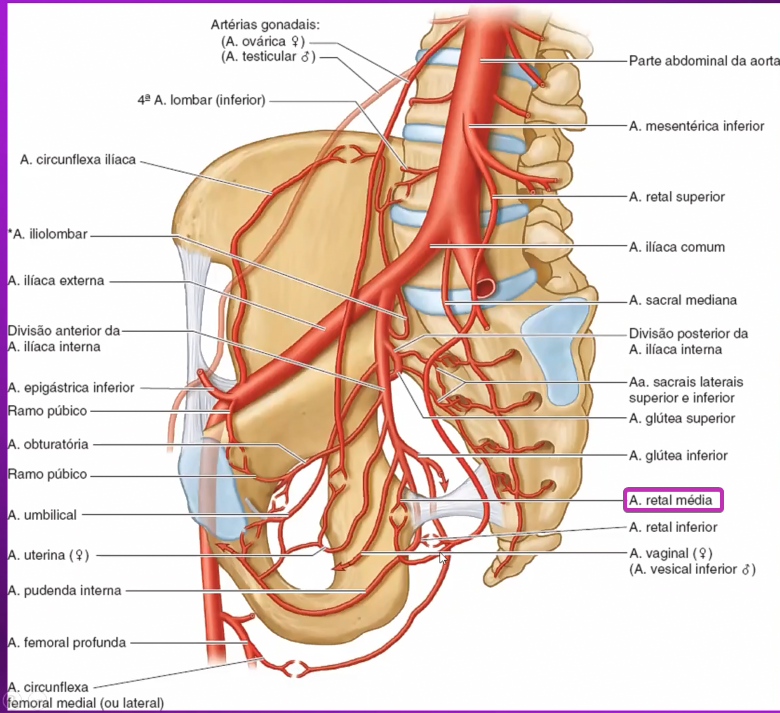 Artérias gonadais:
(A. ovárica ♀)
(A. testicular ♂)
4ª A. lombar (inferior)
A. circunflexa ilíaca
*A. iliolombar
A. ilíaca externa
Divisão anterior da
A. ilíaca interna
A. epigástrica inferior
Ramo púbico
A. obturatória
Ramo púbico
A. umbilical
A. uterina (♀)
A. pudenda interna
A. femoral profunda
A. circunflexa
femoral medial (ou lateral)
Parte abdominal da aorta
A. mesentérica inferior
A. retal superior
A. ilíaca comum
A. sacral mediana
Divisão posterior da
A. ilíaca interna
Aa. sacrais laterais
superior e inferior
A. glútea superior
A. glútea inferior
A. retal média
A. retal inferior
A. vaginal (♀)
(A. vesical inferior ♂)